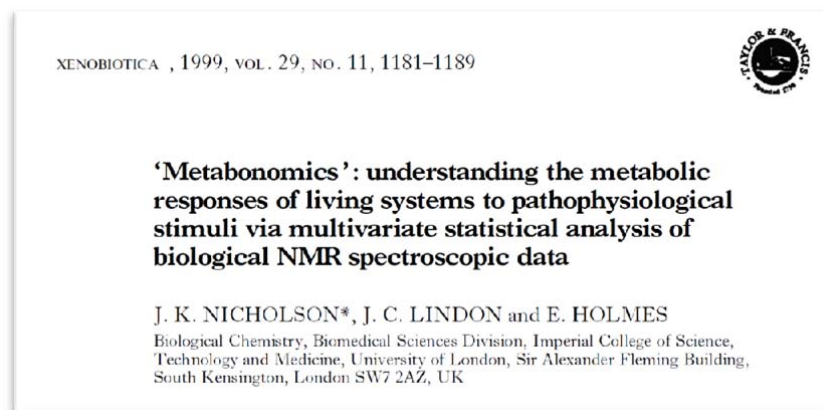 XENOBIOTICA , 1999, VOL. 29, NO. 11, 1181–1189
TAYLOR & FRANCIS
‘Metabonomics’: understanding the metabolic
responses of living systems to pathophysiological
stimuli via multivariate statistical analysis of
biological NMR spectroscopic data
J. K. NICHOLSON*, J. C. LINDON and E. HOLMES
Biological Chemistry, Biomedical Sciences Division, Imperial College of Science,
Technology and Medicine, University of London, Sir Alexander Fleming Building,
South Kensington, London SW7 2AZ, UK